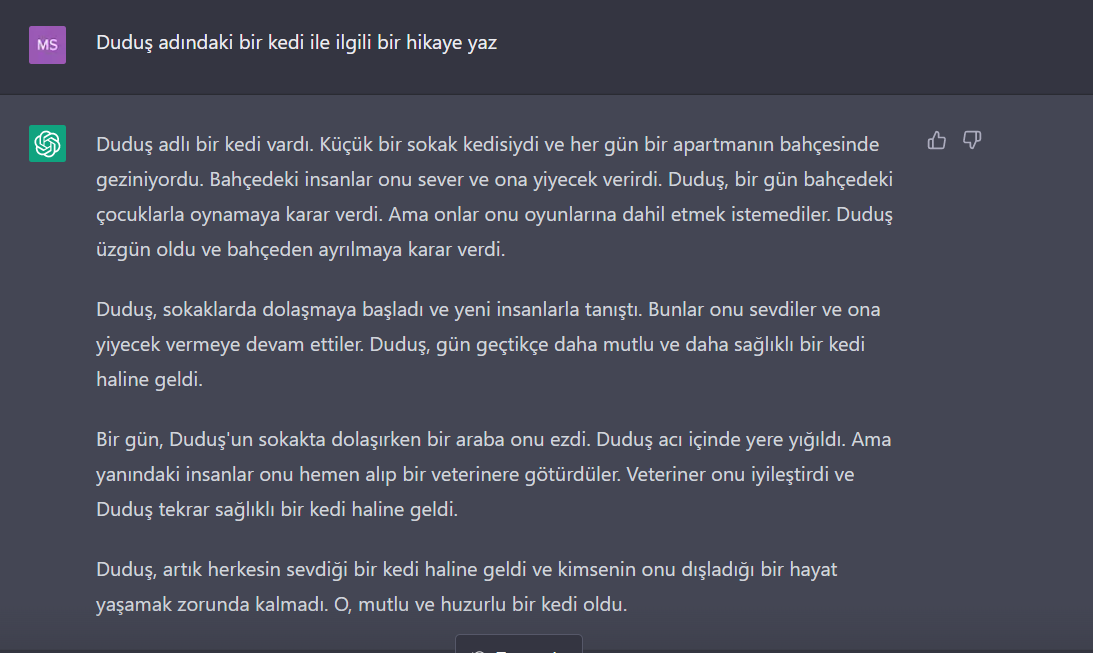 MS
Duduş adındaki bir kedi ile ilgili bir hikaye yaz
Duduş adlı bir kedi vardı. Küçük bir sokak kedisiydi ve her gün bir apartmanın bahçesinde
geziniyordu. Bahçedeki insanlar onu sever ve ona yiyecek verirdi. Duduş, bir gün bahçedeki
çocuklarla oynamaya karar verdi. Ama onlar onu oyunlarına dahil etmek istemediler. Duduş
üzgün oldu ve bahçeden ayrılmaya karar verdi.
Duduş, sokaklarda dolaşmaya başladı ve yeni insanlarla tanıştı. Bunlar onu sevdiler ve ona
yiyecek vermeye devam ettiler. Duduş, gün geçtikçe daha mutlu ve daha sağlıklı bir kedi
haline geldi.
Bir gün, Duduş'un sokakta dolaşırken bir araba onu ezdi. Duduş acı içinde yere yığıldı. Ama
yanındaki insanlar onu hemen alıp bir veterinere götürdüler. Veteriner onu iyileştirdi ve
Duduş tekrar sağlıklı bir kedi haline geldi.
Duduş, artık herkesin sevdiği bir kedi haline geldi ve kimsenin onu dışladığı bir hayat
yaşamak zorunda kalmadı. O, mutlu ve huzurlu bir kedi oldu.